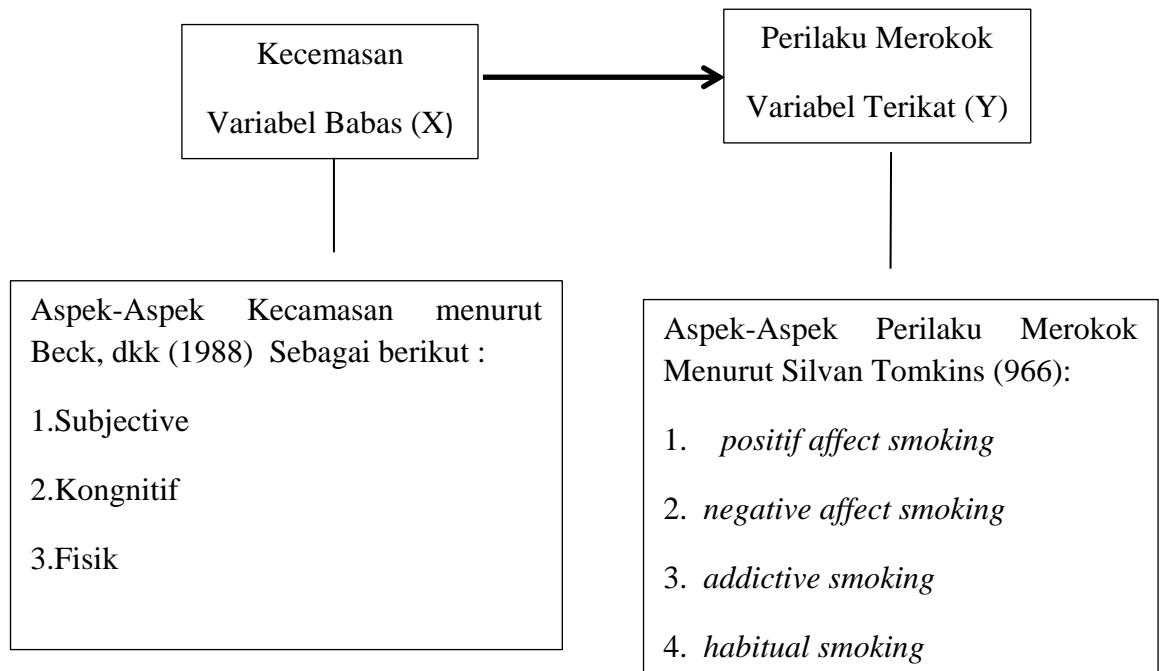 Kecemasan
Variabel Babas (X)
Perilaku Merokok
Variabel Terikat (Y)
Aspek-Aspek Kecamasan menurut
Beck, dkk (1988) Sebagai berikut :
1.Subjective
2.Kongnitif
3.Fisik
Aspek-Aspek Perilaku Merokok
Menurut Silvan Tomkins (966):
1. positif affect smoking
2. negative affect smoking
3. addictive smoking
4. habitual smoking